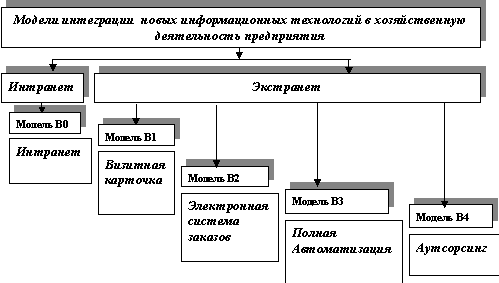 Модели интеграции новых информационных технологий в хозяйственную
деятельность предприятия
Интранет
Экстранет
Модель В0
Интранет
Модель В1
Визитная
карточка
Модель В2
Электронная
система
заказов
Модель В3
Полная
Автоматизация
Модель В4
Аутсорсинг